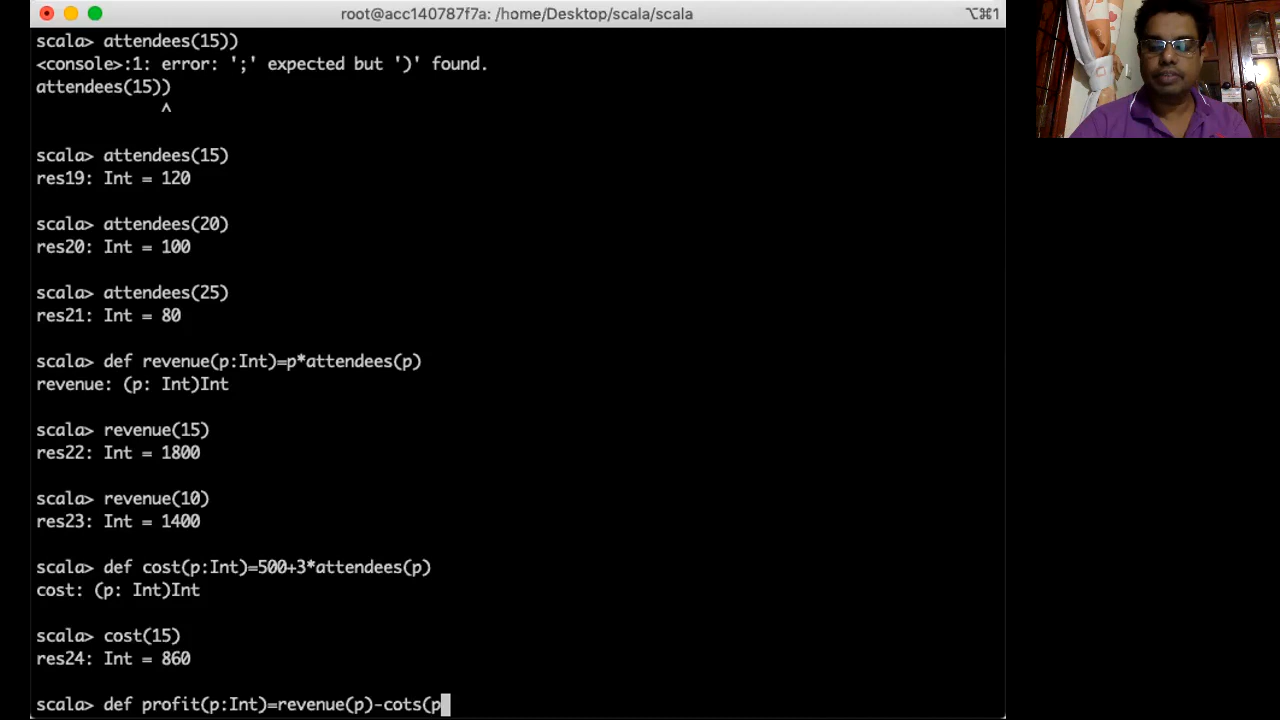 root@acc140787f7a: /home/Desktop/scala/scala
⌥⌘1
scala> attendees(15))
<console>:1: error: ';' expected but ')' found.
attendees(15))
^
scala> attendees(15)
res19: Int = 120
scala> attendees(20)
res20: Int = 100
scala> attendees(25)
res21: Int = 80
scala> def revenue(p:Int)=p*attendees(p)
revenue: (p: Int)Int
scala> revenue(15)
res22: Int = 1800
scala> revenue(10)
res23: Int = 1400
scala> def cost(p:Int)=500+3*attendees(p)
cost: (p: Int)Int
scala> cost(15)
res24: Int = 860
scala> def profit(p:Int)=revenue(p)-cots(p